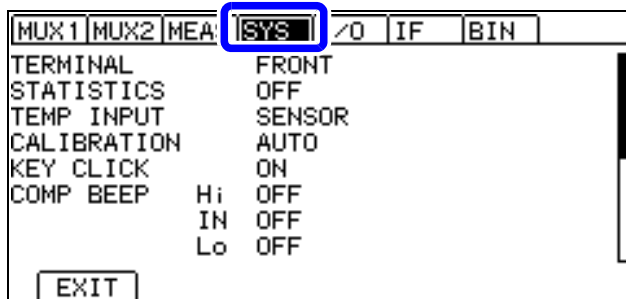 MUX1 MUX2 MEA SYS /O IF BIN
TERMINAL FRONT
STATISTICS OFF
TEMP INPUT SENSOR
CALIBRATION AUTO
KEY CLICK ON
COMP BEEP Hi OFF
IN OFF
Lo OFF
EXIT